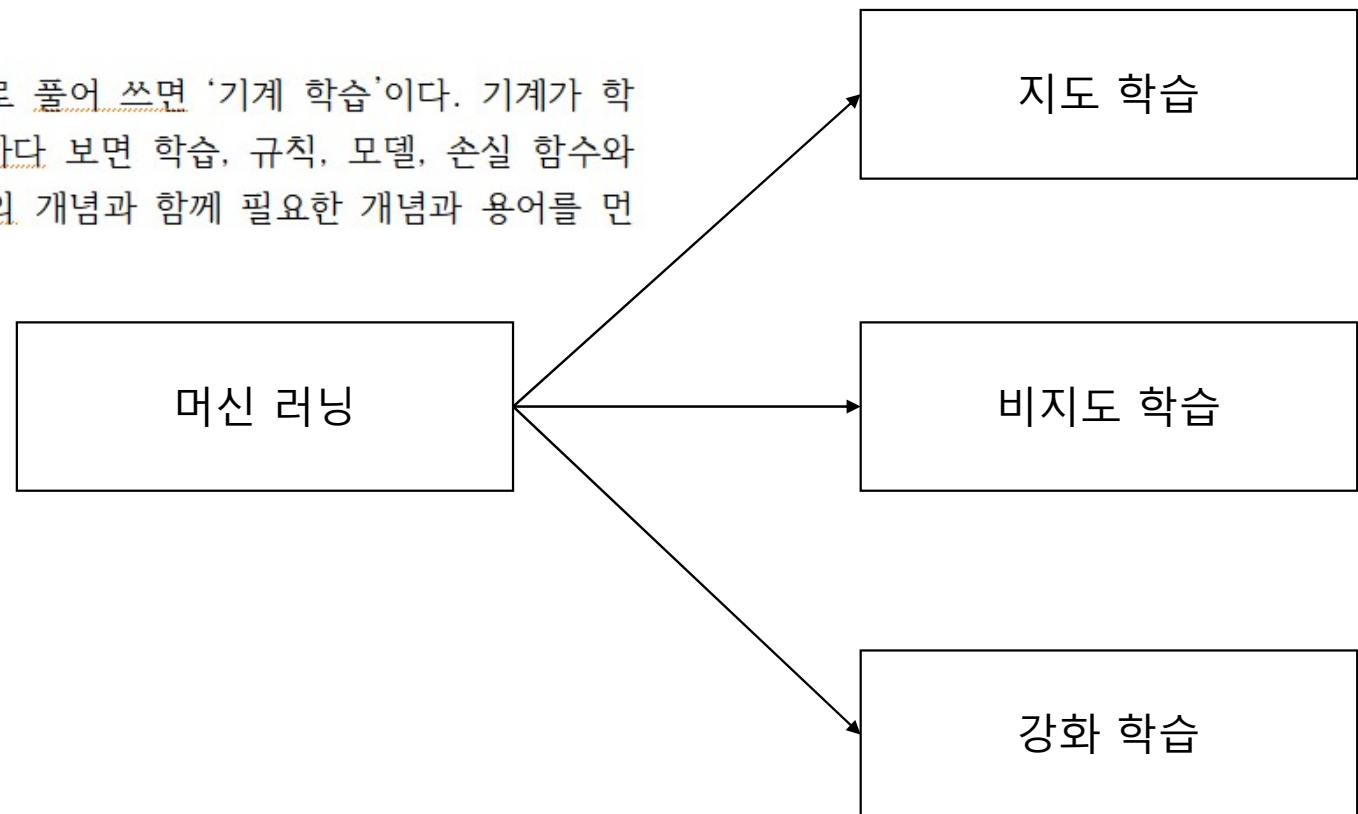 풀어 쓰면 ‘기계 학습’이다. 기계가 학
보면 학습, 규칙, 모델, 손실 함수와
개념과 함께 필요한 개념과 용어를 먼
지도 학습
머신 러닝
비지도 학습
강화 학습